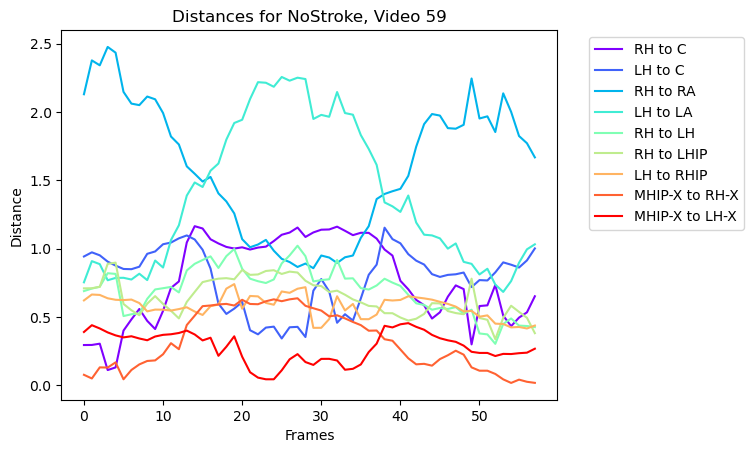 Distances for NoStroke, Video 59
Distance
2.5
2.0
1.5
1.0
0.5
0.0
0
10
20
30
40
50
Frames
RH to C
LH to C
RH to RA
LH to LA
RH to LH
RH to LHIP
LH to RHIP
MHIP-X to RH-X
MHIP-X to LH-X